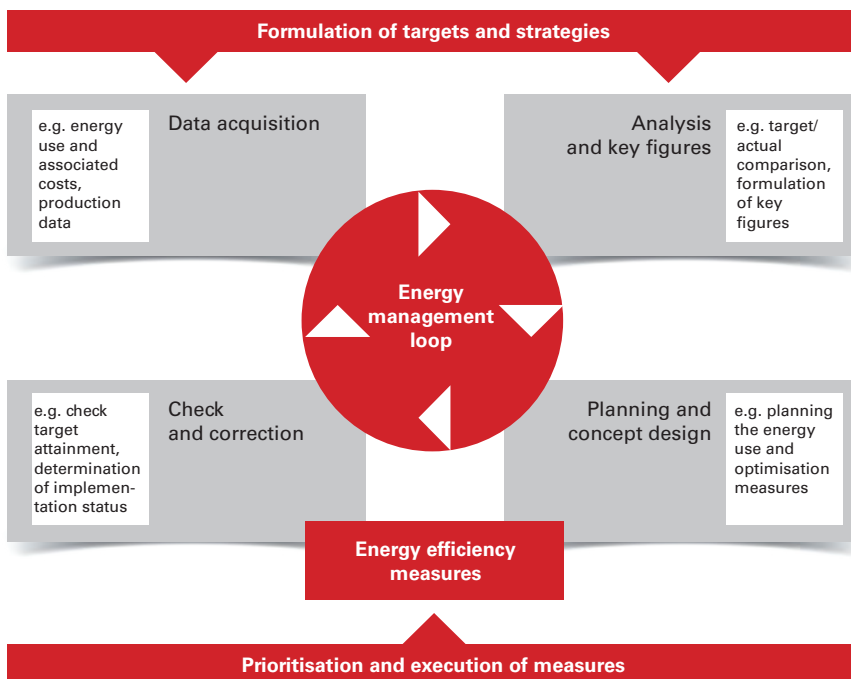 Formulation of targets and strategies
e.g. energy
use and
associated
costs,
production
data
Data acquisition
Analysis
and key figures
e.g. target/
actual
comparison,
formulation
of key
figures
Energy
management
loop
e.g. check
target
attainment,
determination
of implemen-
tation status
Check
and correction
Planning and
concept design
e.g. planning
the energy
use and
optimisation
measures
Energy efficiency
measures
Prioritisation and execution of measures